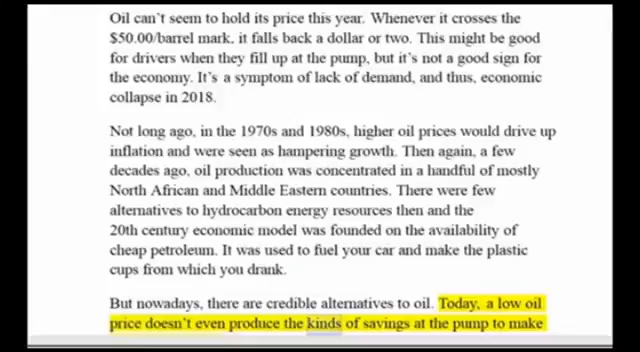 Oil can't seem to hold its price this year. Whenever it crosses the
$50.00/barrel mark, it falls back a dollar or two. This might be good
for drivers when they fill up at the pump, but it's not a good sign for
the economy. It's a symptom of lack of demand, and thus, economic
collapse in 2018.
Not long ago, in the 1970s and 1980s, higher oil prices would drive up
inflation and were seen as hampering growth. Then again, a few
decades ago, oil production was concentrated in a handful of mostly
North African and Middle Eastern countries. There were few
alternatives to hydrocarbon energy resources then and the
20th century economic model was founded on the availability of
cheap petroleum. It was used to fuel your car and make the plastic
cups from which you drank.
But nowadays, there are credible alternatives to oil. Today, a low oil
price doesn't even produce the kinds of savings at the pump to make